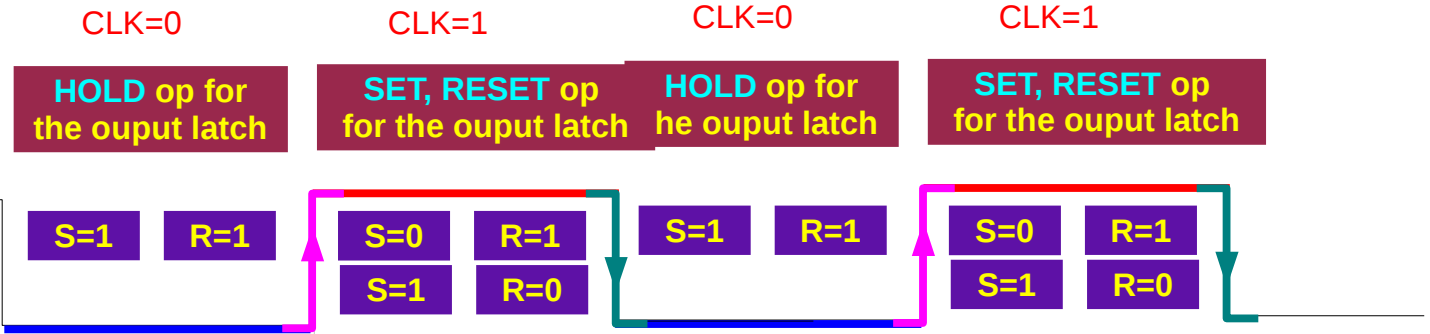 CLK=0
CLK=1
CLK=0
CLK=1
HOLD op for
the ouput latch
SET, RESET op
for the ouput latch
HOLD op for
he ouput latch
SET, RESET op
for the ouput latch
S=1 R=1
S=0 R=1
S=1 R=0
S=1 R=1
S=0 R=1
S=1 R=0